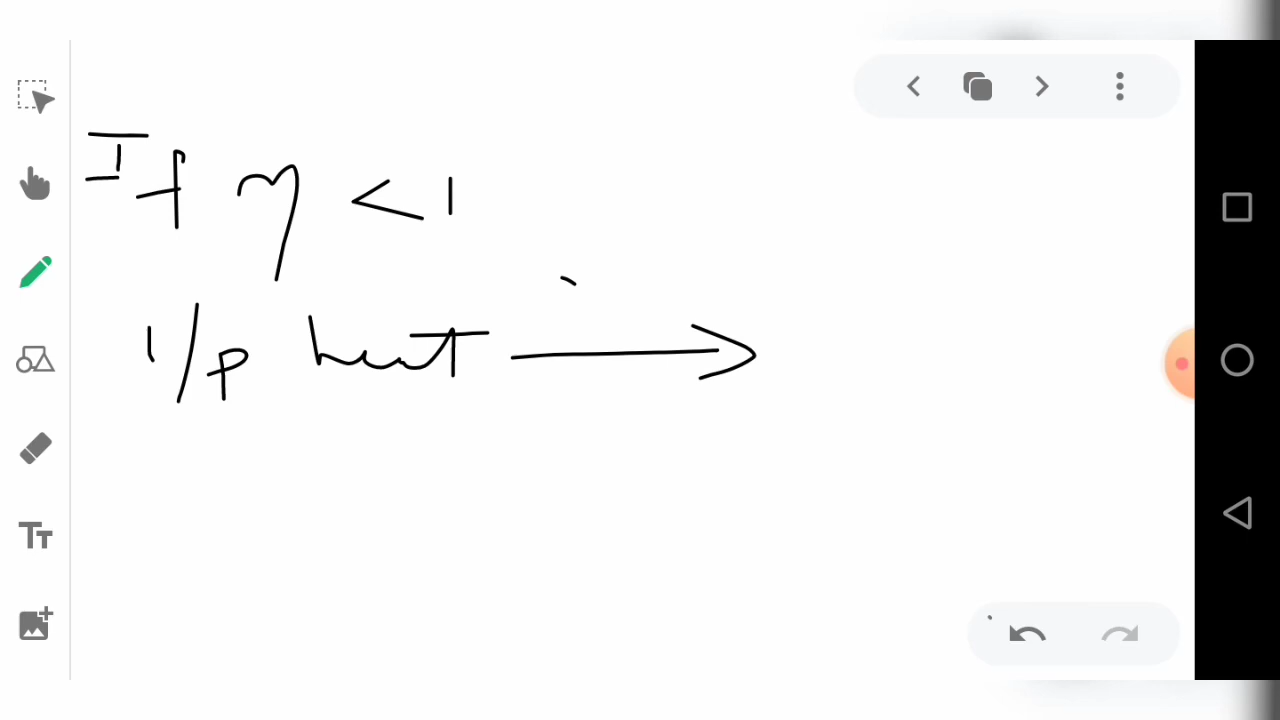 If η < 1
I/p heat →